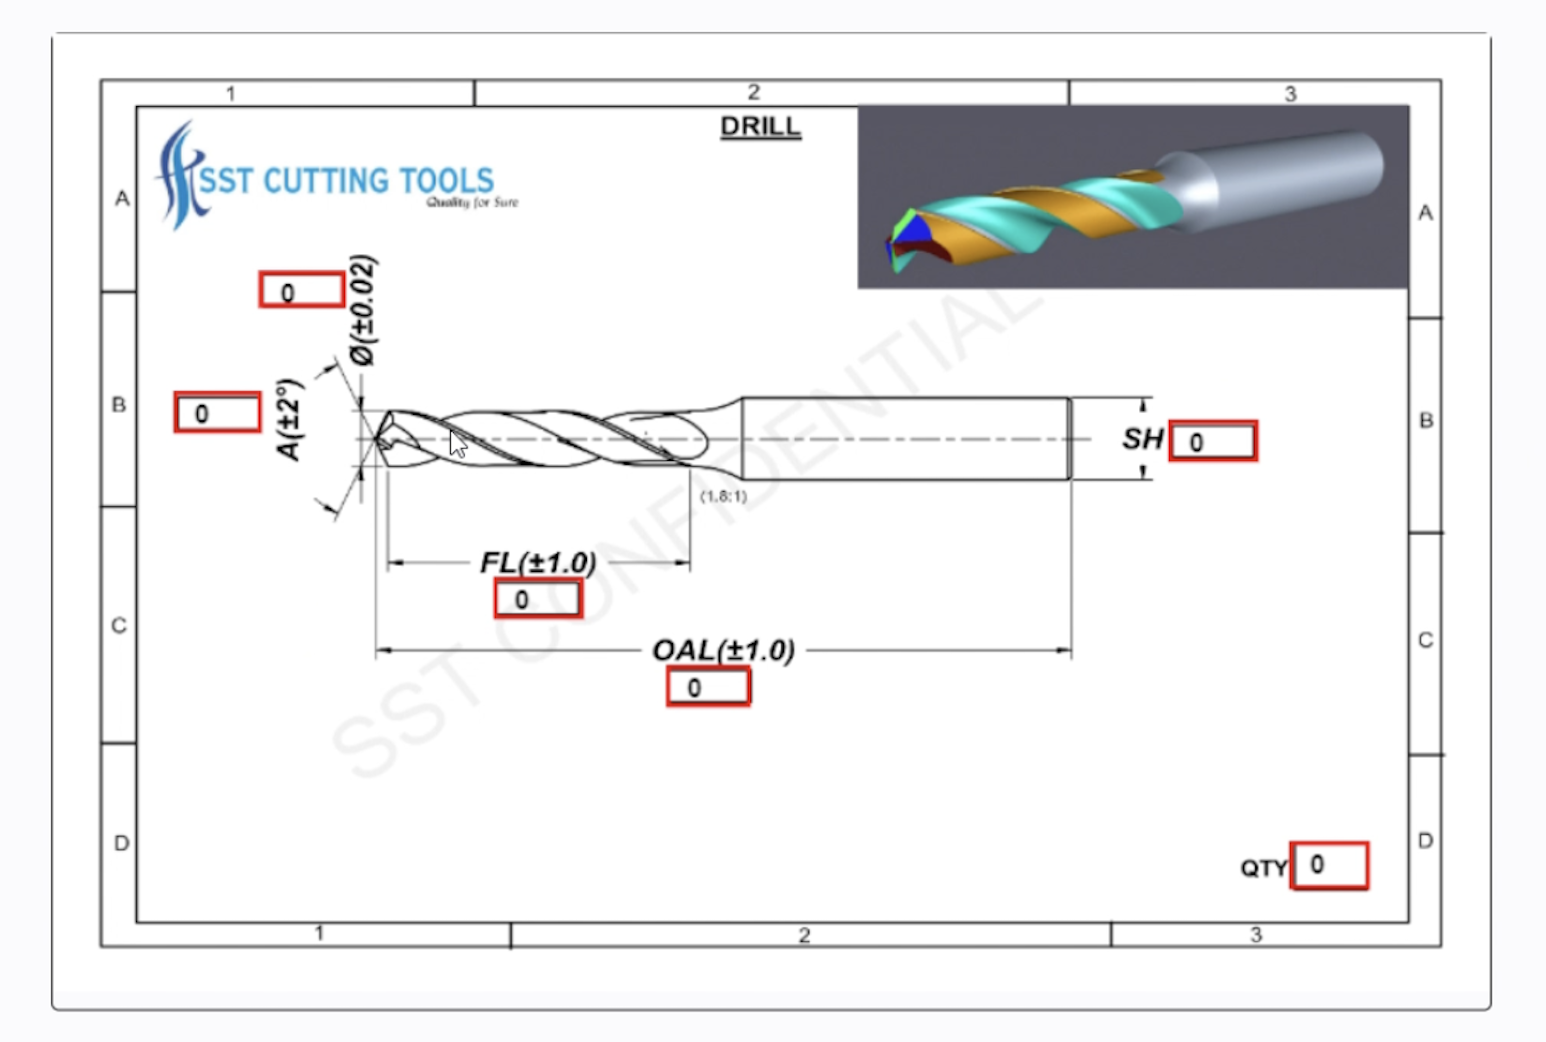 1 2 3
DRILL
SST CUTTING TOOLS
Quality for Sure
A A
0
Ø(±0.02)
B B
0
A(±2°)
SH 0
(1.8:1)
FL(±1.0)
0
C C
OAL(±1.0)
0
SST CONFIDENTIAL
D D
QTY 0
1 2 3